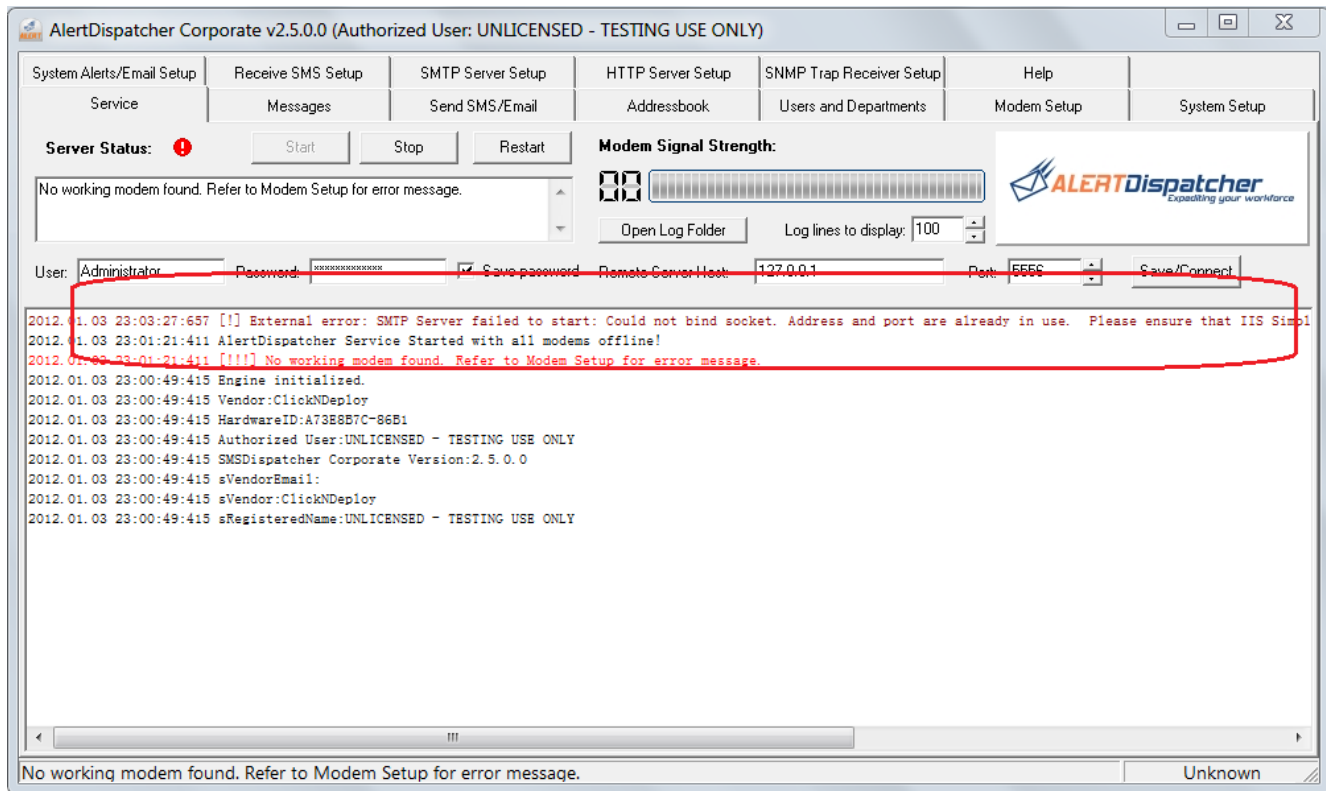 AlertDispatcher Corporate v2.5.0.0 (Authorized User: UNLICENSED - TESTING USE ONLY)
System Alerts/Email Setup Receive SMS Setup SMTP Server Setup HTTP Server Setup SNMP Trap Receiver Setup Help
Service Messages Send SMS/Email Addressbook Users and Departments Modem Setup System Setup
Server Status: Start Stop Restart Modem Signal Strength:
No working modem found. Refer to Modem Setup for error message.
ALERTDispatcher
Expediting your workforce
Open Log Folder Log lines to display: 100
User: Administrator Password: xxxxxxxxxxxxx Save password Remote Server Host: 127.0.0.1 Port: 5556 Save/Connect
2012.01.03 23:03:27:657 [!] External error: SMTP Server failed to start: Could not bind socket. Address and port are already in use. Please ensure that IIS Simpl
2012.01.03 23:01:21:411 AlertDispatcher Service Started with all modems offline!
2012.01.03 23:01:21:411 [!!!] No working modem found. Refer to Modem Setup for error message.
2012.01.03 23:00:49:415 Engine initialized.
2012.01.03 23:00:49:415 Vendor:ClickNDeploy
2012.01.03 23:00:49:415 HardwareID:A73E8B7C-86B1
2012.01.03 23:00:49:415 Authorized User:UNLICENSED - TESTING USE ONLY
2012.01.03 23:00:49:415 SMSDispatcher Corporate Version:2.5.0.0
2012.01.03 23:00:49:415 sVendorEmail:
2012.01.03 23:00:49:415 sVendor:ClickNDeploy
2012.01.03 23:00:49:415 sRegisteredName:UNLICENSED - TESTING USE ONLY
No working modem found. Refer to Modem Setup for error message. Unknown